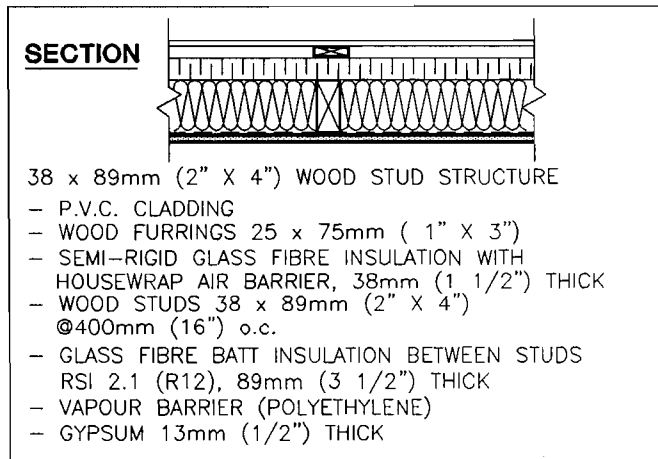 SECTION
38 x 89mm (2" X 4") WOOD STUD STRUCTURE
– P.V.C. CLADDING
– WOOD FURRINGS 25 x 75mm ( 1" X 3")
– SEMI–RIGID GLASS FIBRE INSULATION WITH
HOUSEWRAP AIR BARRIER, 38mm (1 1/2") THICK
– WOOD STUDS 38 x 89mm (2" X 4")
@400mm (16") o.c.
– GLASS FIBRE BATT INSULATION BETWEEN STUDS
RSI 2.1 (R12), 89mm (3 1/2") THICK
– VAPOUR BARRIER (POLYETHYLENE)
– GYPSUM 13mm (1/2") THICK